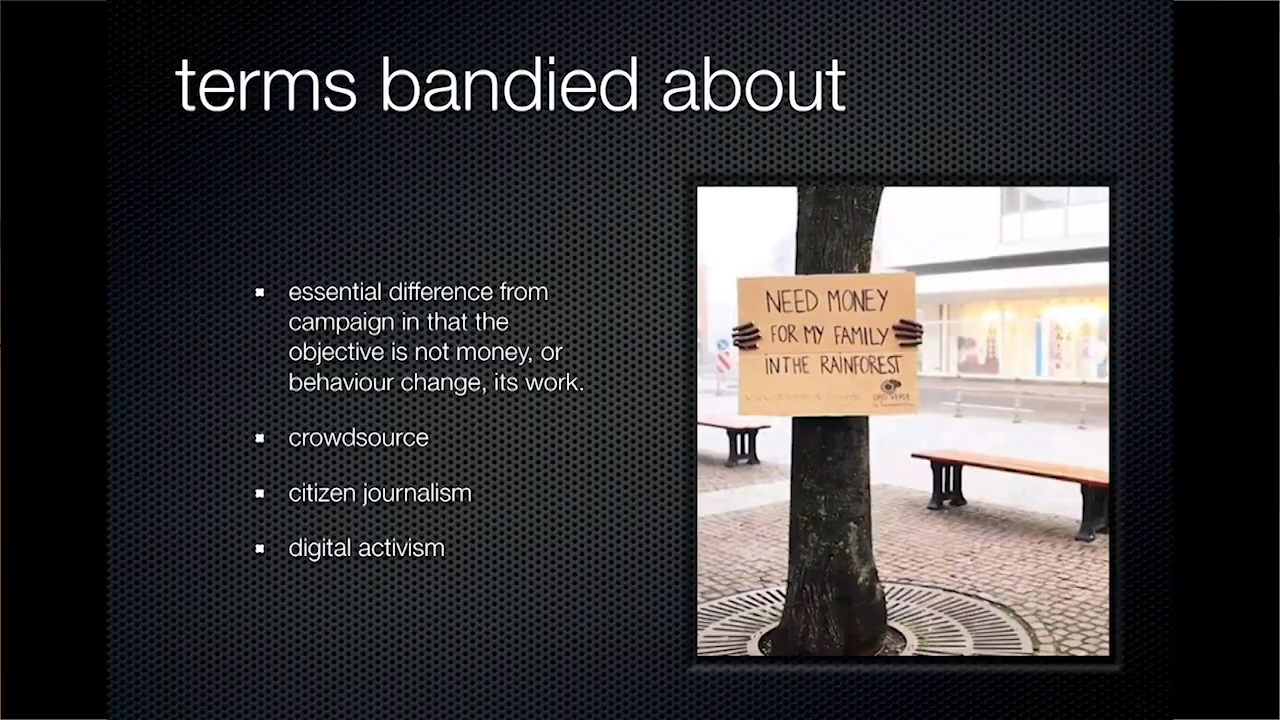 terms bandied about
essential difference from
campaign in that the
objective is not money, or
behaviour change, its work.
crowdsource
citizen journalism
digital activism
NEED MONEY
FOR MY FAMILY
IN THE RAINFOREST